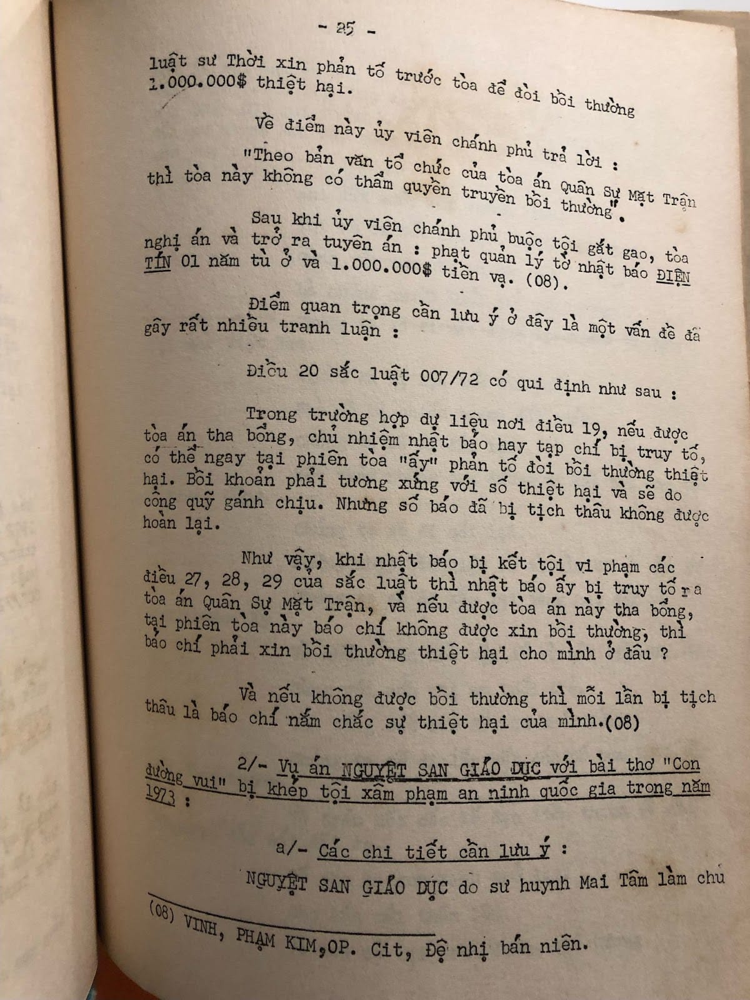 - 25 -
luật sư Thời xin phản tố trước tòa để đòi bồi thường
1.000.000$ thiệt hại.
Về điểm này ủy viên chánh phủ trả lời :
"Theo bản văn tổ chức của tòa án Quân Sự Mặt Trận
thì tòa này không có thẩm quyền truyền bồi thường".
Sau khi ủy viên chánh phủ buộc tội gắt gao, tòa
nghị án và trở ra tuyên án : phạt quản lý tờ nhật báo ĐIỆN
TÍN 01 năm tù ở và 1.000.000$ tiền vạ. (08).
Điểm quan trọng cần lưu ý ở đây là một vấn đề đã
gây rất nhiều tranh luận :
Điều 20 sắc luật 007/72 có qui định như sau :
Trong trường hợp dự liệu nơi điều 19, nếu được
tòa án tha bổng, chủ nhiệm nhật báo hay tạp chí bị truy tố,
có thể ngay tại phiên tòa "ấy" phản tố đòi bồi thường thiệt
hại. Bồi khoản phải tương xứng với số thiệt hại và sẽ do
công quỹ gánh chịu. Nhưng số báo đã bị tịch thâu không được
hoàn lại.
Như vậy, khi nhật báo bị kết tội vi phạm các
điều 27, 28, 29 của sắc luật thì nhật báo ấy bị truy tố ra
tòa án Quân Sự Mặt Trận, và nếu được tòa án này tha bổng,
tại phiên tòa này báo chí không được xin bồi thường, thì
báo chí phải xin bồi thường thiệt hại cho mình ở đâu ?
Và nếu không được bồi thường thì mỗi lần bị tịch
thâu là báo chí nắm chắc sự thiệt hại của mình.(08)
2/- Vụ án NGUYỆT SAN GIÁO DỤC với bài thơ "Con
đường vui" bị khép tội xâm phạm an ninh quốc gia trong năm
1973 :
a/- Các chi tiết cần lưu ý :
NGUYỆT SAN GIÁO DỤC do sư huynh Mai Tâm làm chủ
(08) VINH, PHẠM KIM,OP. Cit, Đệ nhị bán niên.